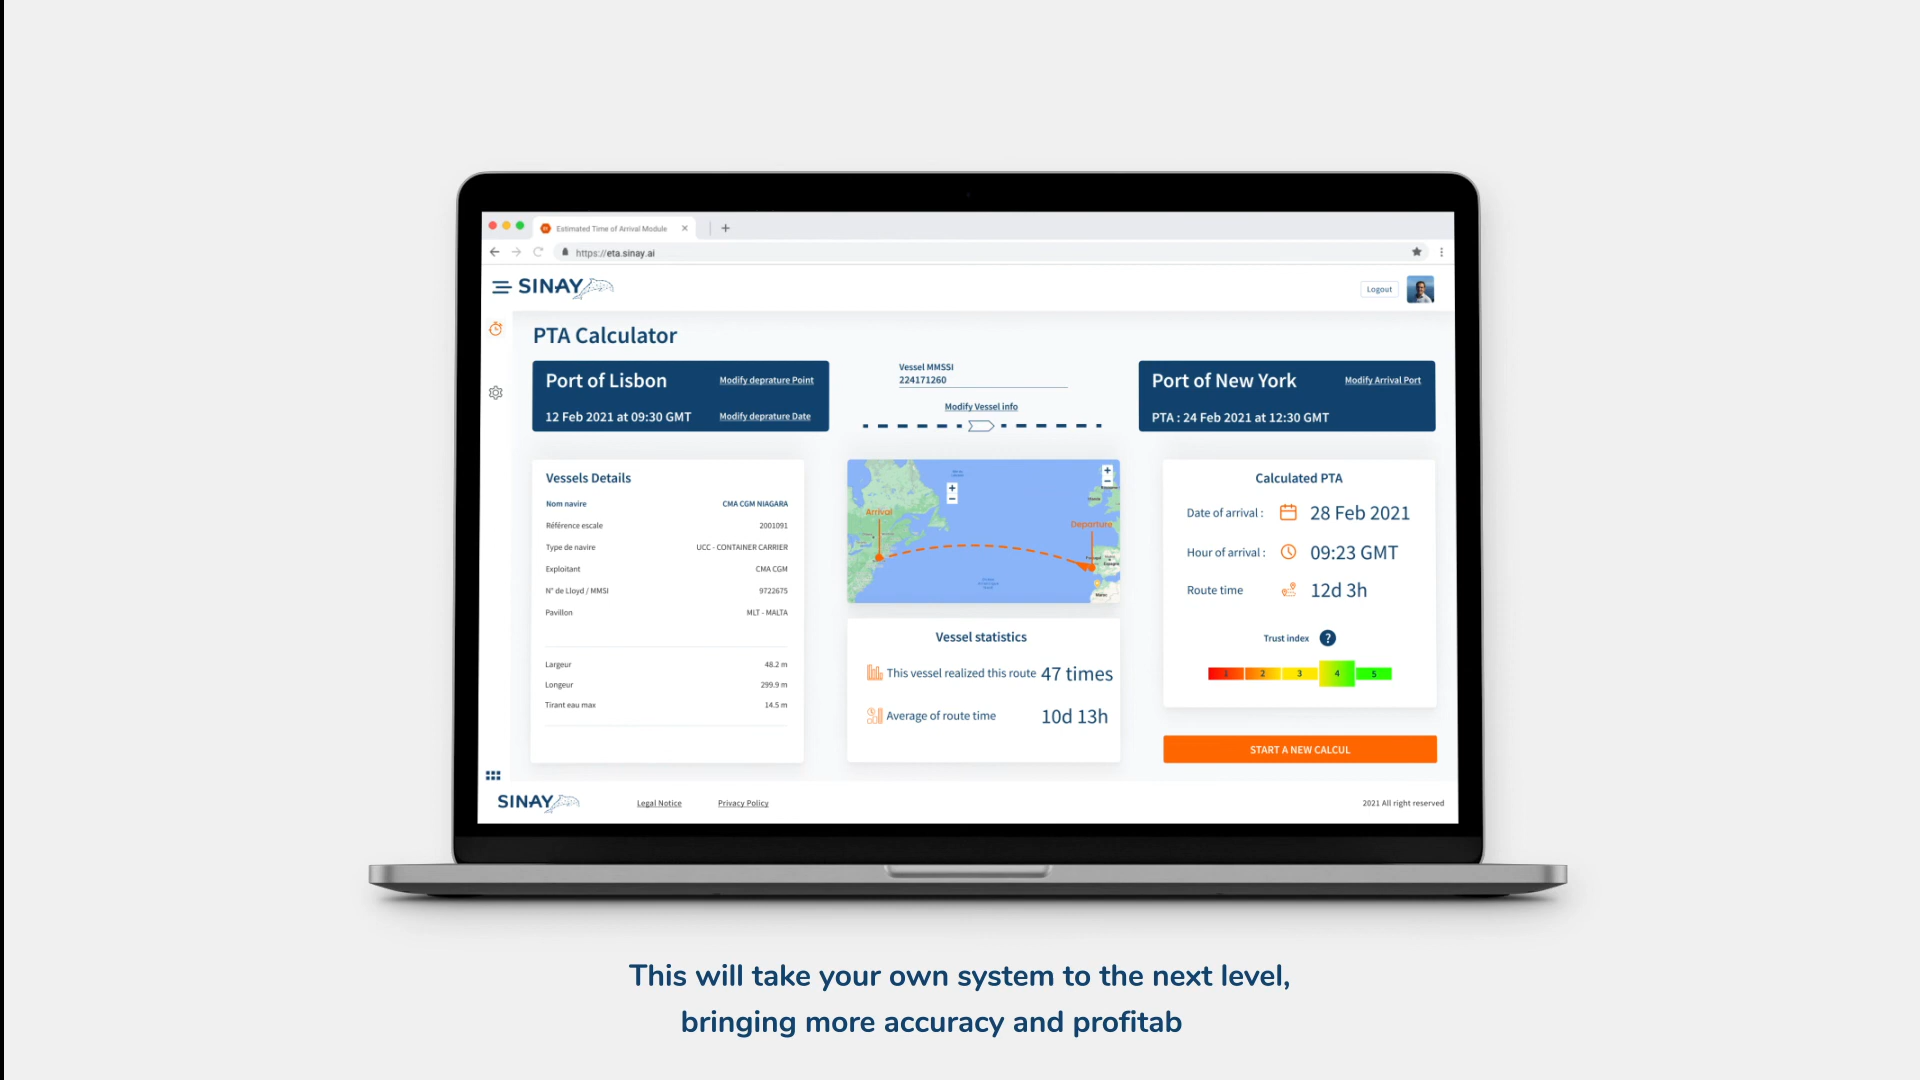 Estimated Time of Arrival Module
https://eta.sinay.ai
SINAY
Logout
PTA Calculator
Port of Lisbon
Modify deprature Point
12 Feb 2021 at 09:30 GMT
Modify deprature Date
Vessel MMSSI
224171260
Modify Vessel info
Port of New York
Modify Arrival Port
PTA : 24 Feb 2021 at 12:30 GMT
Vessels Details
Nom navire CMA CGM NIAGARA
Référence escale 2001091
Type de navire UCC - CONTAINER CARRIER
Exploitant CMA CGM
N° de Lloyd / MMSI 9722675
Pavillon MLT - MALTA
Largeur 48.2 m
Longeur 299.9 m
Tirant eau max 14.5 m
Arrival
Departure
Vessel statistics
This vessel realized this route 47 times
Average of route time 10d 13h
Calculated PTA
Date of arrival : 28 Feb 2021
Hour of arrival : 09:23 GMT
Route time 12d 3h
Trust index ?
1 2 3 4 5
START A NEW CALCUL
SINAY
Legal Notice
Privacy Policy
2021 All right reserved
This will take your own system to the next level,
bringing more accuracy and profitab